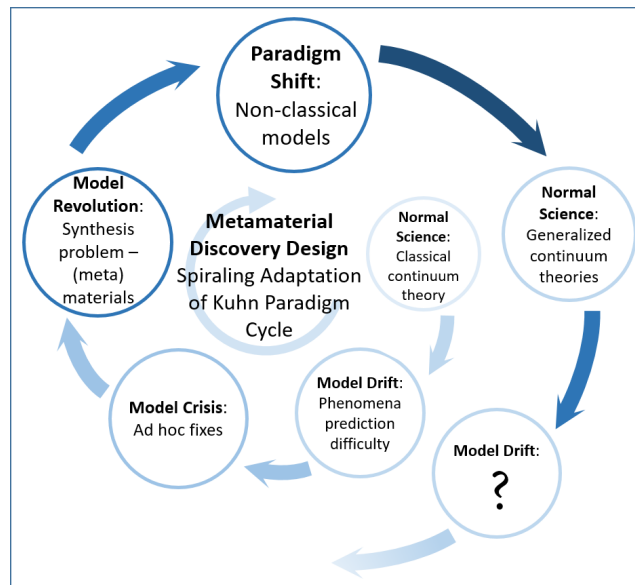 Paradigm
Shift:
Non-classical
models
Model
Revolution:
Synthesis
problem –
(meta)
materials
Metamaterial
Discovery Design
Spiraling Adaptation
of Kuhn Paradigm
Cycle
Normal
Science:
Classical
continuum
theory
Normal
Science:
Generalized
continuum
theories
Model Crisis:
Ad hoc fixes
Model Drift:
Phenomena
prediction
difficulty
Model Drift:
?